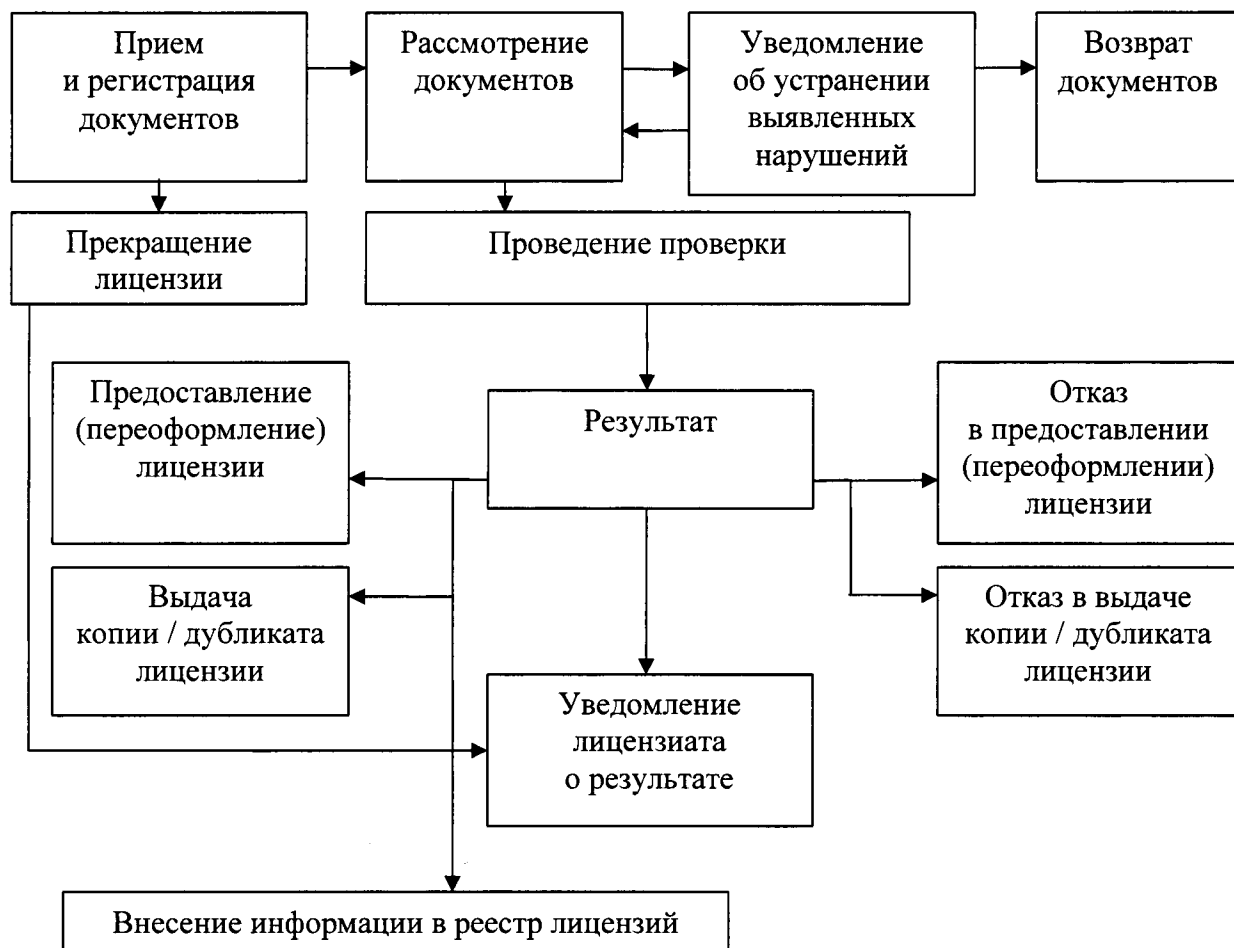 Прием
и регистрация
документов
Рассмотрение
документов
Уведомление
об устранении
выявленных
нарушений
Возврат
документов
Прекращение
лицензии
Проведение проверки
Предоставление
(переоформление)
лицензии
Результат
Отказ
в предоставлении
(переоформлении)
лицензии
Выдача
копии / дубликата
лицензии
Уведомление
лицензиата
о результате
Отказ в выдаче
копии / дубликата
лицензии
Внесение информации в реестр лицензий